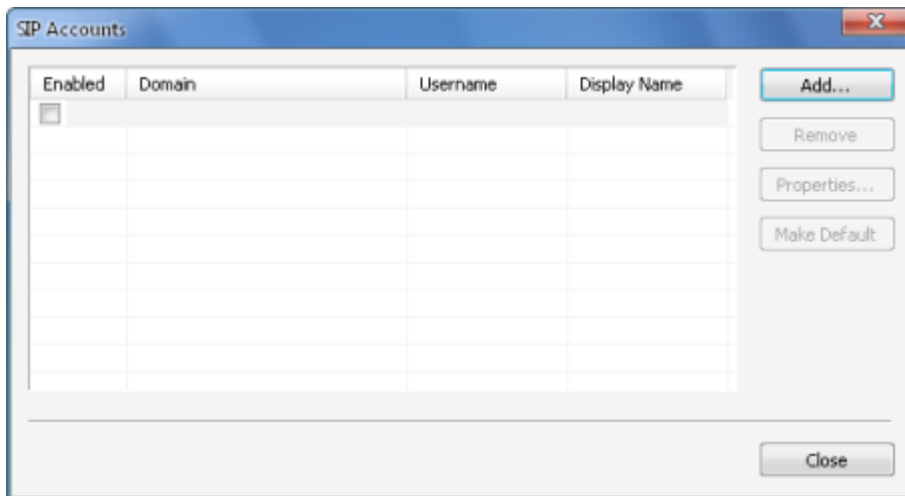 SIP Accounts
Enabled Domain Username Display Name
Add...
Remove
Properties...
Make Default
Close